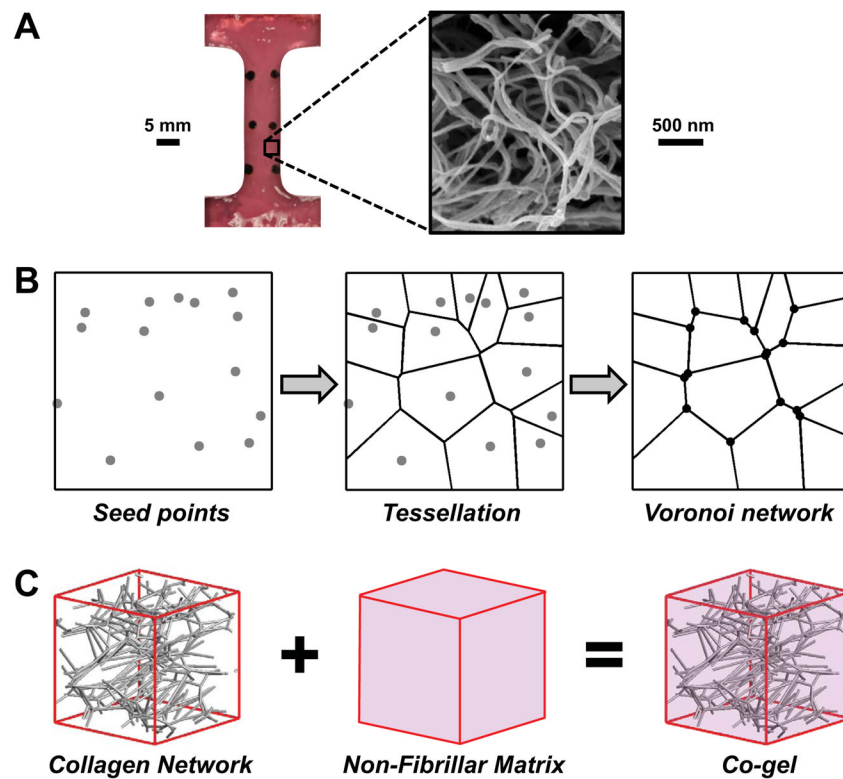 A
5 mm
500 nm
B
Seed points
Tessellation
Voronoi network
C
+
=
Collagen Network
Non-Fibrillar Matrix
Co-gel